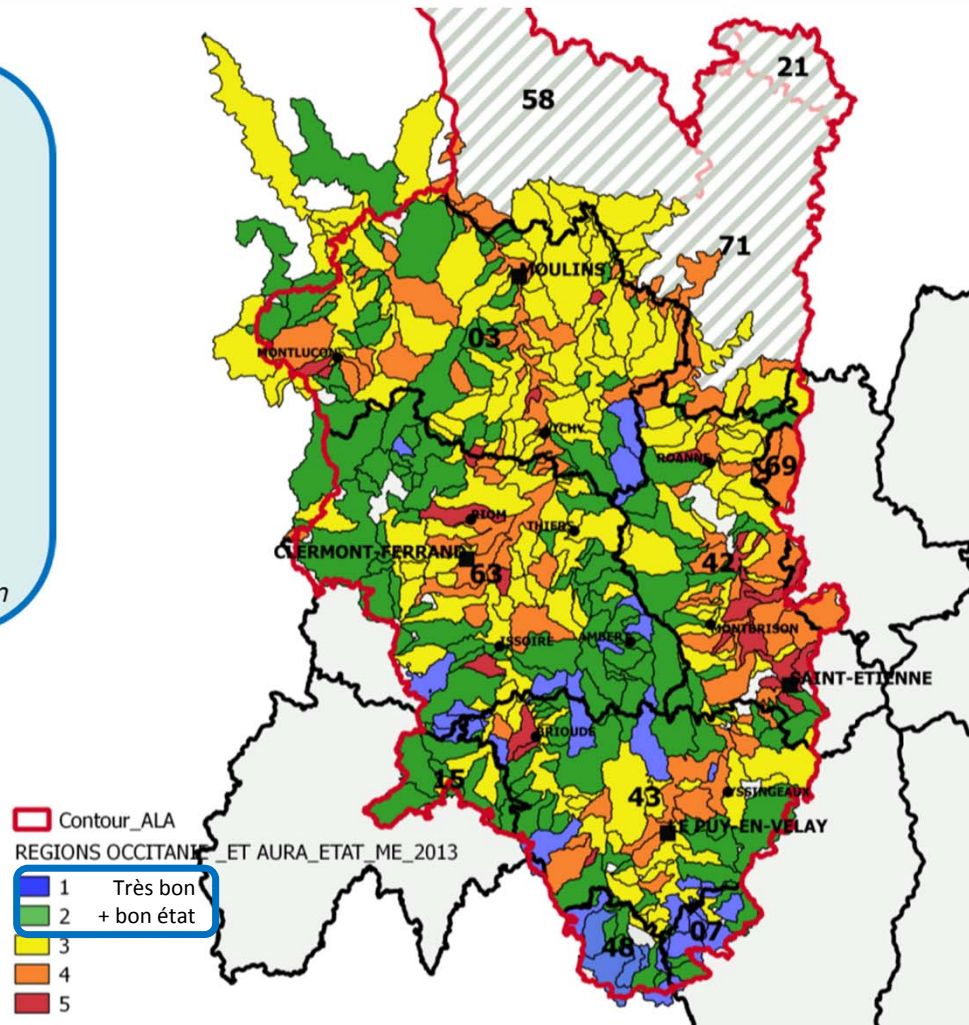 n
58
21
71
MOULINS
03
MONTLUCON
VICHY
ROANNE
69
RIOM
THIERS
CLERMONT-FERRAND
63
42
MONTBRISON
ISSOIRE
AMBERT
SAINT-ETIENNE
BRIOUDE
15
43
YSSINGEAUX
LE PUY-EN-VELAY
07
48
Contour_ALA
REGIONS OCCITANIE_ET AURA_ETAT_ME_2013
1 Très bon
2 + bon état
3
4
5